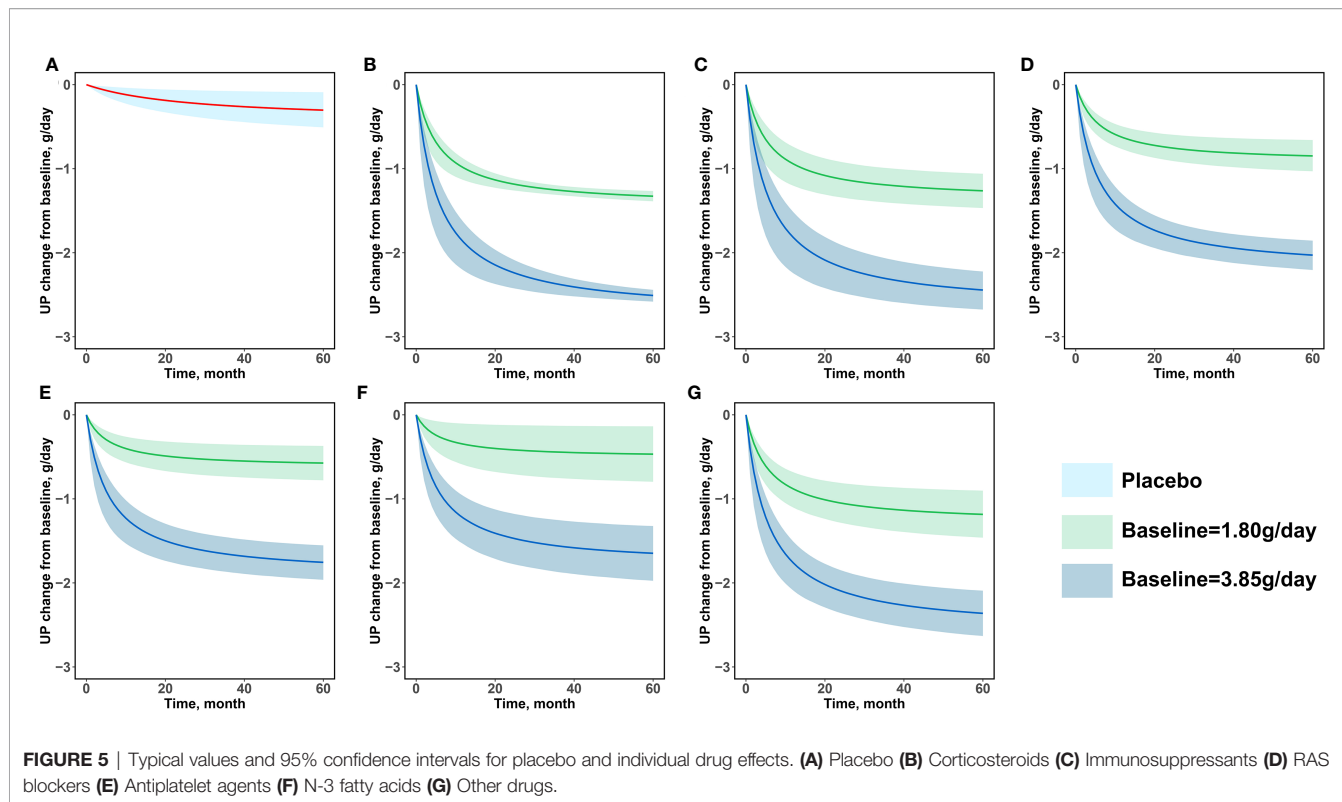 A
B
C
D
UP change from baseline, g/day
0
−1
−2
−3
0 20 40 60
Time, month
UP change from baseline, g/day
0
−1
−2
−3
0 20 40 60
Time, month
UP change from baseline, g/day
0
−1
−2
−3
0 20 40 60
Time, month
UP change from baseline, g/day
0
−1
−2
−3
0 20 40 60
Time, month
E
F
G
UP change from baseline, g/day
0
−1
−2
−3
0 20 40 60
Time, month
UP change from baseline, g/day
0
−1
−2
−3
0 20 40 60
Time, month
UP change from baseline, g/day
0
−1
−2
−3
0 20 40 60
Time, month
Placebo
Baseline=1.80g/day
Baseline=3.85g/day
FIGURE 5 | Typical values and 95% confidence intervals for placebo and individual drug effects. (A) Placebo (B) Corticosteroids (C) Immunosuppressants (D) RAS
blockers (E) Antiplatelet agents (F) N-3 fatty acids (G) Other drugs.